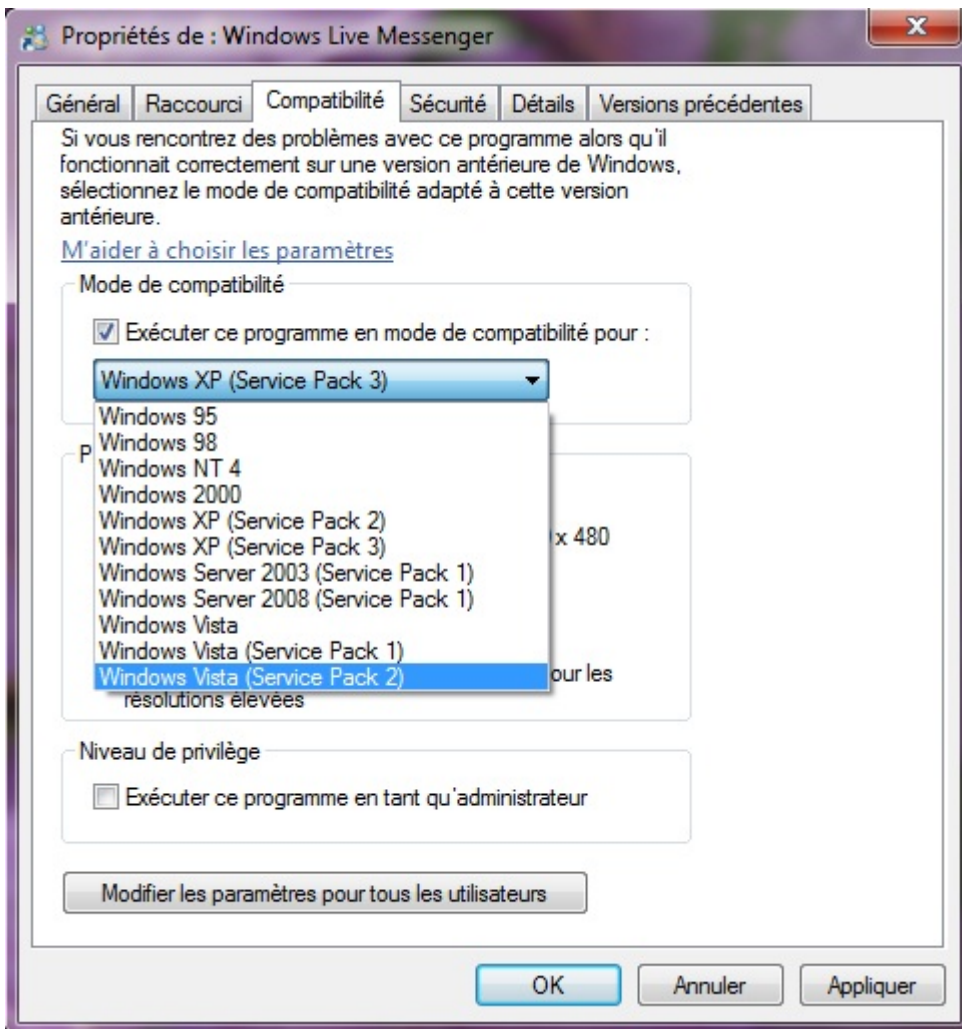 Propriétés de : Windows Live Messenger
Général Raccourci Compatibilité Sécurité Détails Versions précédentes
Si vous rencontrez des problèmes avec ce programme alors qu'il
fonctionnait correctement sur une version antérieure de Windows,
sélectionnez le mode de compatibilité adapté à cette version
antérieure.
M'aider à choisir les paramètres
Mode de compatibilité
Exécuter ce programme en mode de compatibilité pour :
Windows XP (Service Pack 3)
Windows 95
Windows 98
Windows NT 4
Windows 2000
Windows XP (Service Pack 2)
Windows XP (Service Pack 3)
x 480
Windows Server 2003 (Service Pack 1)
Windows Server 2008 (Service Pack 1)
Windows Vista
Windows Vista (Service Pack 1)
Windows Vista (Service Pack 2)
les
résolutions élevées
Niveau de privilège
Exécuter ce programme en tant qu'administrateur
Modifier les paramètres pour tous les utilisateurs
OK Annuler Appliquer